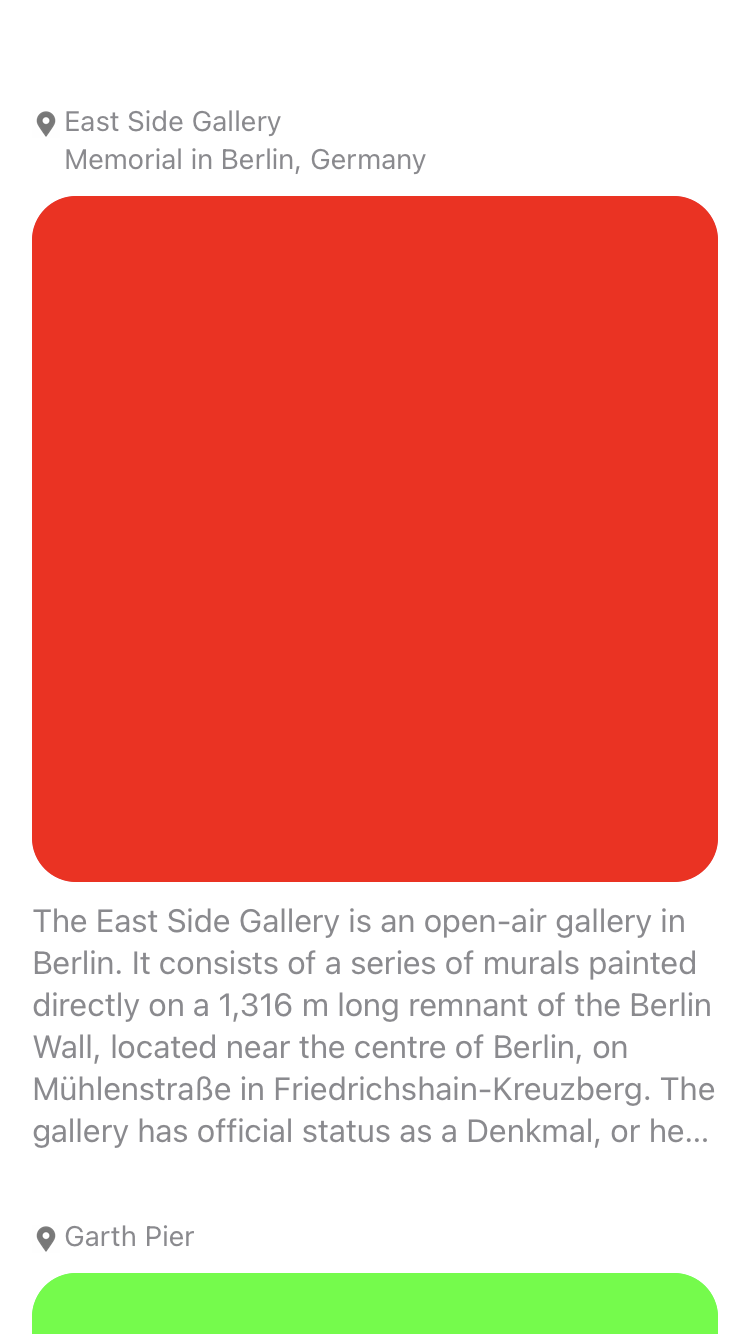 East Side Gallery
Memorial in Berlin, Germany
The East Side Gallery is an open-air gallery in
Berlin. It consists of a series of murals painted
directly on a 1,316 m long remnant of the Berlin
Wall, located near the centre of Berlin, on
Mühlenstraße in Friedrichshain-Kreuzberg. The
gallery has official status as a Denkmal, or he...
Garth Pier